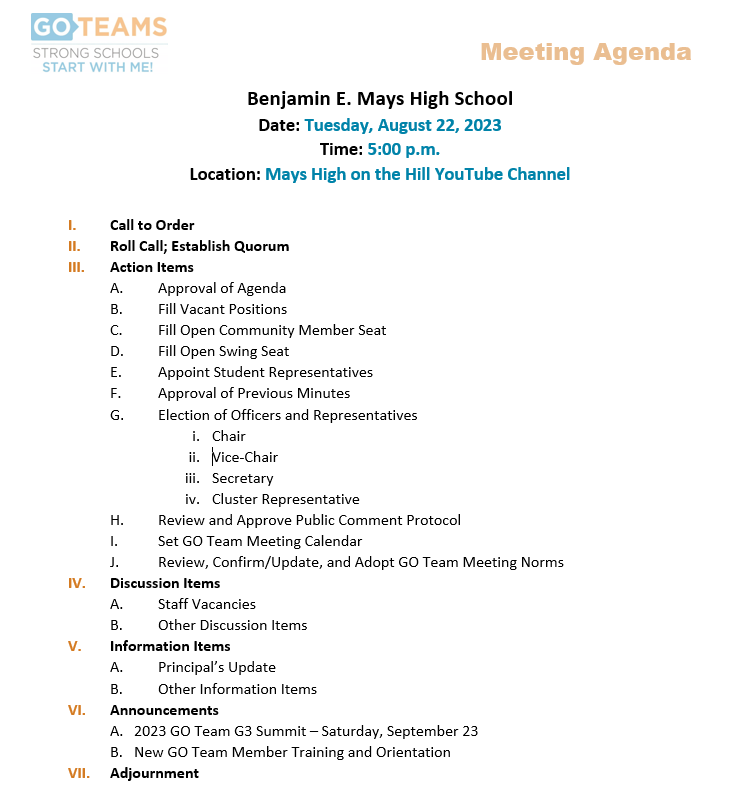 GO TEAMS
STRONG SCHOOLS
START WITH ME!
Meeting Agenda
Benjamin E. Mays High School
Date: Tuesday, August 22, 2023
Time: 5:00 p.m.
Location: Mays High on the Hill YouTube Channel
I. Call to Order
II. Roll Call; Establish Quorum
III. Action Items
A. Approval of Agenda
B. Fill Vacant Positions
C. Fill Open Community Member Seat
D. Fill Open Swing Seat
E. Appoint Student Representatives
F. Approval of Previous Minutes
G. Election of Officers and Representatives
i. Chair
ii. Vice-Chair
iii. Secretary
iv. Cluster Representative
H. Review and Approve Public Comment Protocol
I. Set GO Team Meeting Calendar
J. Review, Confirm/Update, and Adopt GO Team Meeting Norms
IV. Discussion Items
A. Staff Vacancies
B. Other Discussion Items
V. Information Items
A. Principal’s Update
B. Other Information Items
VI. Announcements
A. 2023 GO Team G3 Summit – Saturday, September 23
B. New GO Team Member Training and Orientation
VII. Adjournment